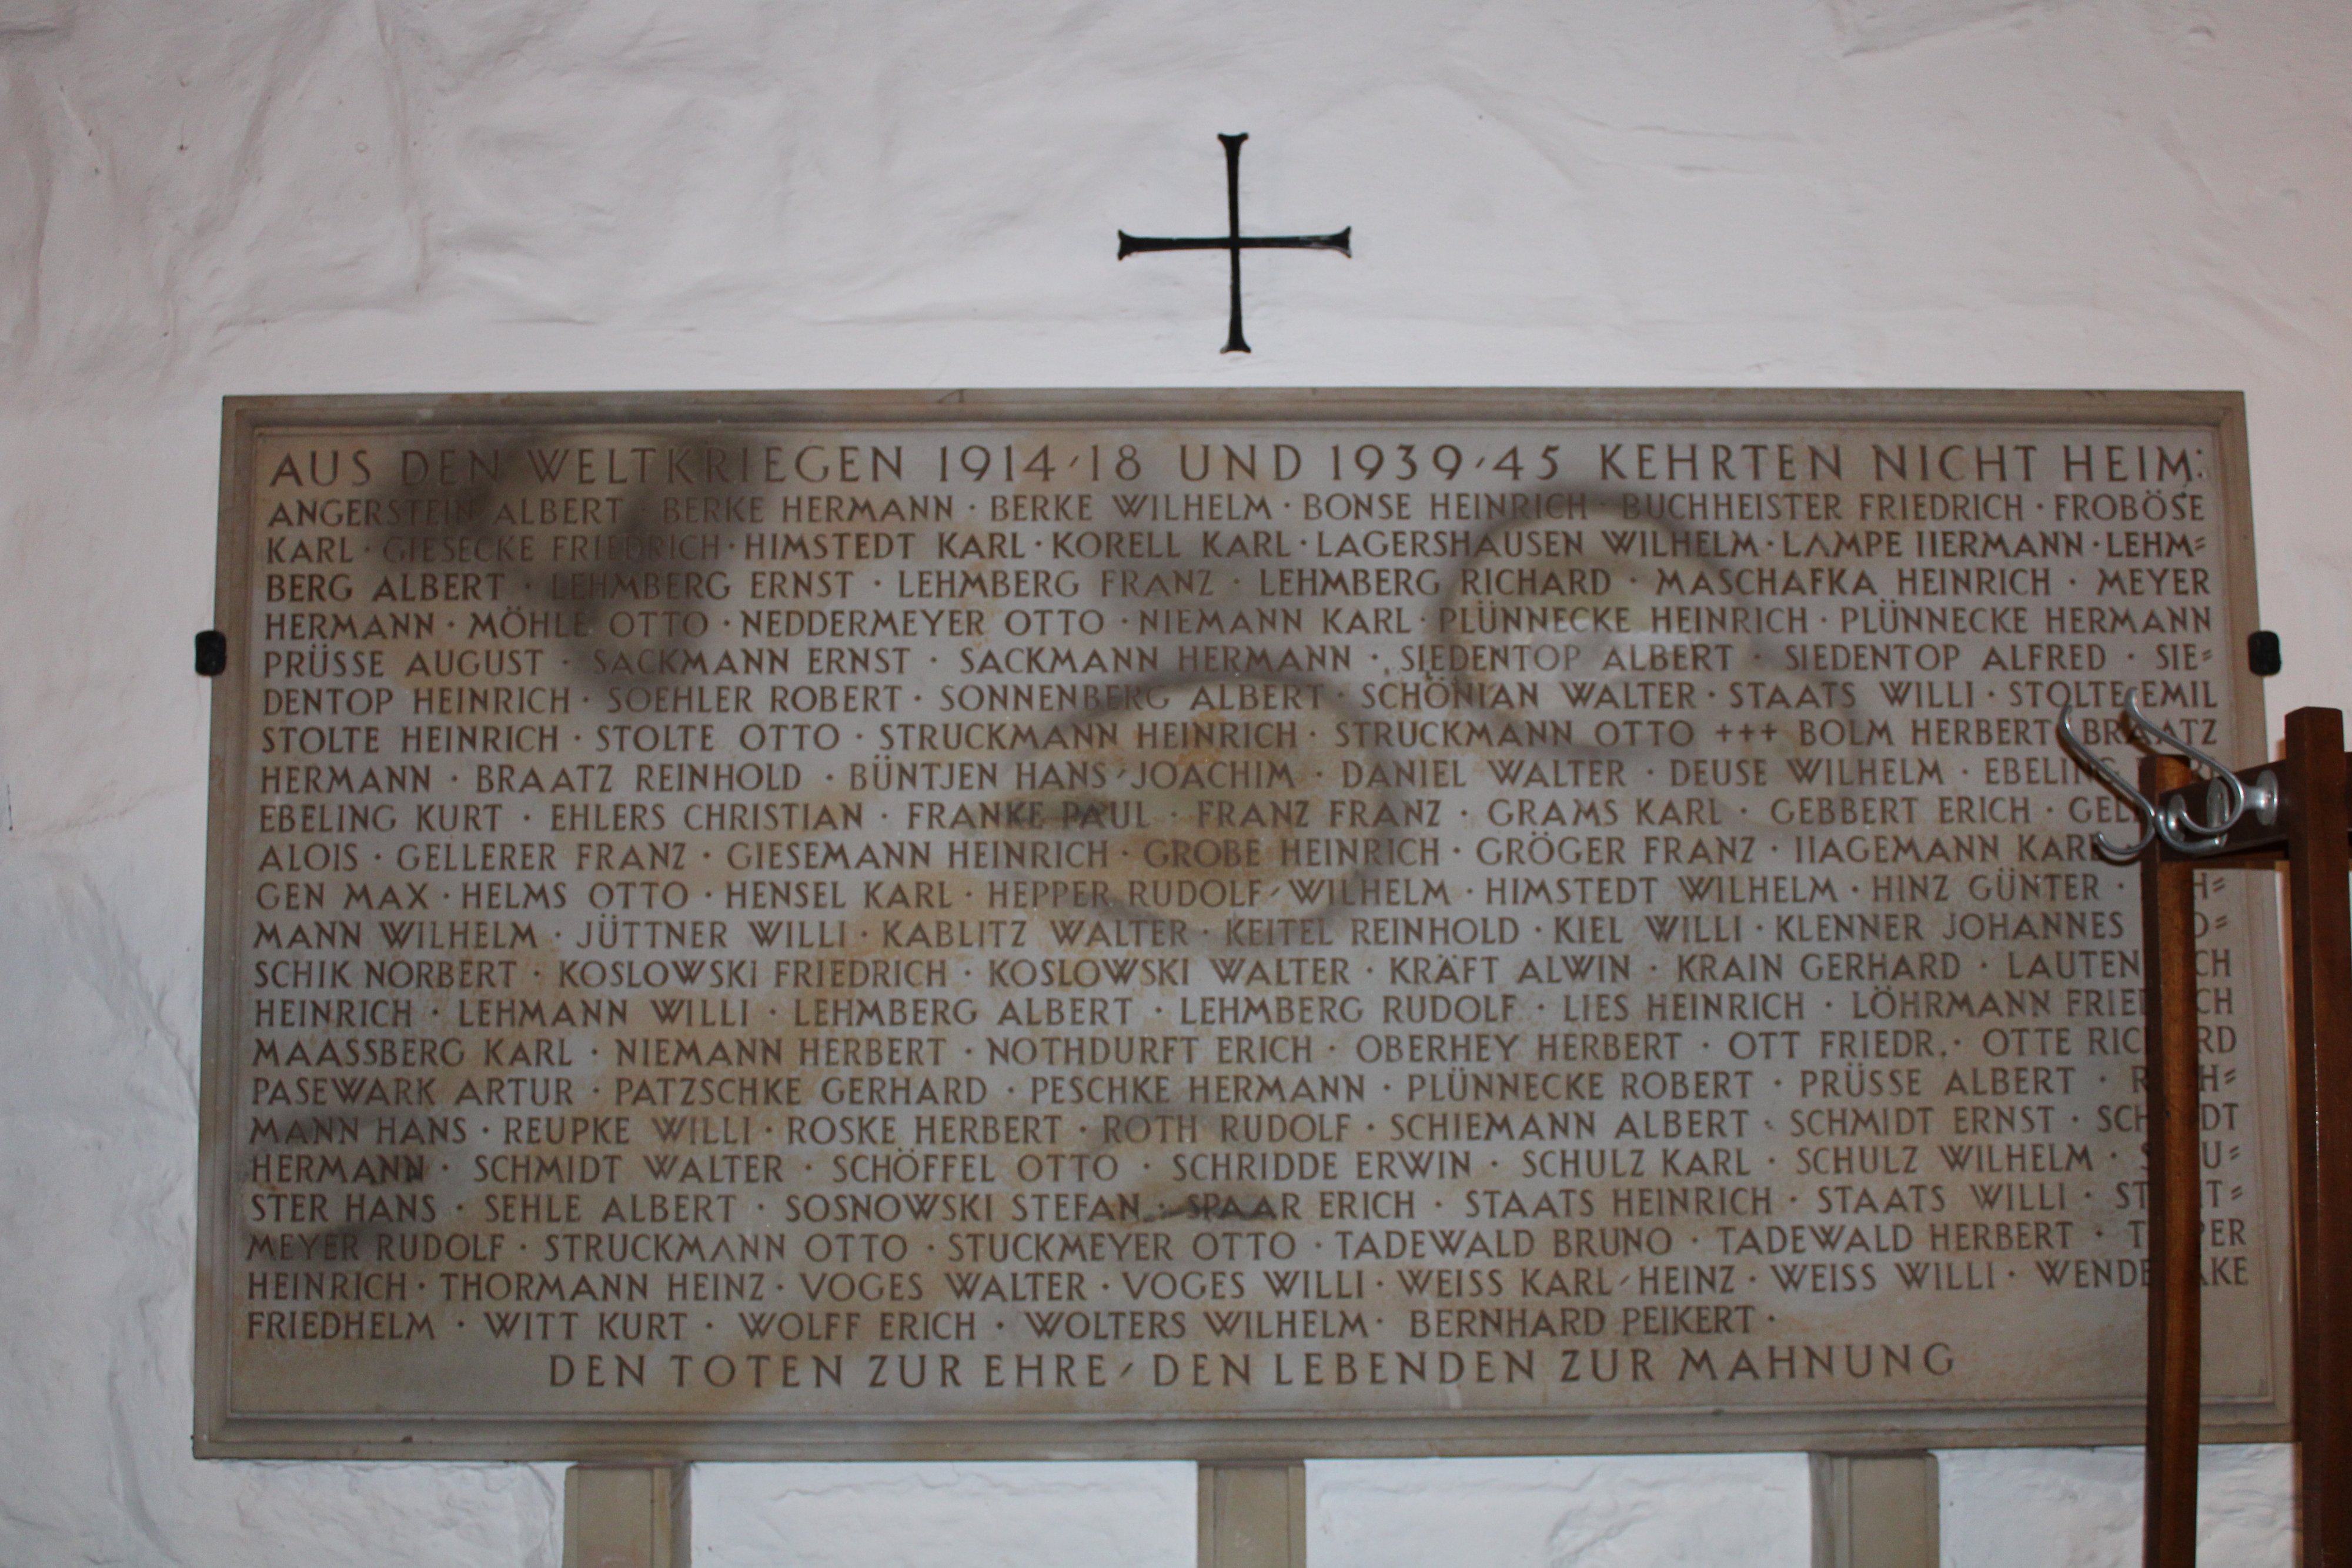 AUS DEN WELTKRIEGEN 1914-18 UND 1939-45 KEHRTEN NICHT HEIM:
ANGERSTEIN ALBERT · BERKE HERMANN · BERKE WILHELM · BONSE HEINRICH · BUCHHEISTER FRIEDRICH · FROBÖSE
KARL · GIESECKE FRIEDRICH · HIMSTEDT KARL · KORELL KARL · LAGERSHAUSEN WILHELM · LAMPE HERMANN · LEHM=
BERG ALBERT · LEHMBERG ERNST · LEHMBERG FRANZ · LEHMBERG RICHARD · MASCHAFKA HEINRICH · MEYER
HERMANN · MÖHLE OTTO · NEDDERMEYER OTTO · NIEMANN KARL · PLÜNNECKE HEINRICH · PLÜNNECKE HERMANN
PRÜSSE AUGUST · SACKMANN ERNST · SACKMANN HERMANN · SIEDENTOP ALBERT · SIEDENTOP ALFRED · SIE=
DENTOP HEINRICH · SOEHLER ROBERT · SONNENBERG ALBERT · SCHÖNIAN WALTER · STAATS WILLI · STOLTE EMIL
STOLTE HEINRICH · STOLTE OTTO · STRUCKMANN HEINRICH · STRUCKMANN OTTO +++ BOLM HERBERT · BRAATZ
HERMANN · BRAATZ REINHOLD · BÜNTJEN HANS-JOACHIM · DANIEL WALTER · DEUSE WILHELM · EBELING
EBELING KURT · EHLERS CHRISTIAN · FRANKE PAUL · FRANZ FRANZ · GRAMS KARL · GEBBERT ERICH ·
ALOIS · GELLERER FRANZ · GIESEMANN HEINRICH · GROBE HEINRICH · GRÖGER FRANZ · HAGEMANN KARL
GEN MAX · HELMS OTTO · HENSEL KARL · HEPPER RUDOLF-WILHELM · HIMSTEDT WILHELM · HINZ GÜNTER ·
MANN WILHELM · JÜTTNER WILLI · KABLITZ WALTER · KEITEL REINHOLD · KIEL WILLI · KLENNER JOHANNES
SCHIK NORBERT · KOSLOWSKI FRIEDRICH · KOSLOWSKI WALTER · KRÄFT ALWIN · KRAIN GERHARD ·
HEINRICH · LEHMANN WILLI · LEHMBERG ALBERT · LEHMBERG RUDOLF · LIES HEINRICH · LÖHRMANN FRIEDRICH
MAASSBERG KARL · NIEMANN HERBERT · NOTHDURFT ERICH · OBERHEY HERBERT · OTT FRIEDR. · OTTE RICHARD
PASEWARK ARTUR · PATZSCHKE GERHARD · PESCHKE HERMANN · PLÜNNECKE ROBERT · PRÜSSE ALBERT ·
MANN HANS · REUPKE WILLI · ROSKE HERBERT · ROTH RUDOLF · SCHIEMANN ALBERT · SCHMIDT ERNST · SCHMIDT
HERMANN · SCHMIDT WALTER · SCHÖFFEL OTTO · SCHRIDDE ERWIN · SCHULZ KARL · SCHULZ WILHELM ·
STER HANS · SEHLE ALBERT · SOSNOWSKI STEFAN · SPAAR ERICH · STAATS HEINRICH · STAATS WILLI ·
MEYER RUDOLF · STRUCKMANN OTTO · STUCKMEYER OTTO · TADEWALD BRUNO · TADEWALD HERBERT ·
HEINRICH · THORMANN HEINZ · VOGES WALTER · VOGES WILLI · WEISS KARL-HEINZ · WEISS WILLI ·
FRIEDHELM · WITT KURT · WOLFF ERICH · WOLTERS WILHELM · BERNHARD PEIKERT ·
DEN TOTEN ZUR EHRE - DEN LEBENDEN ZUR MAHNUNG